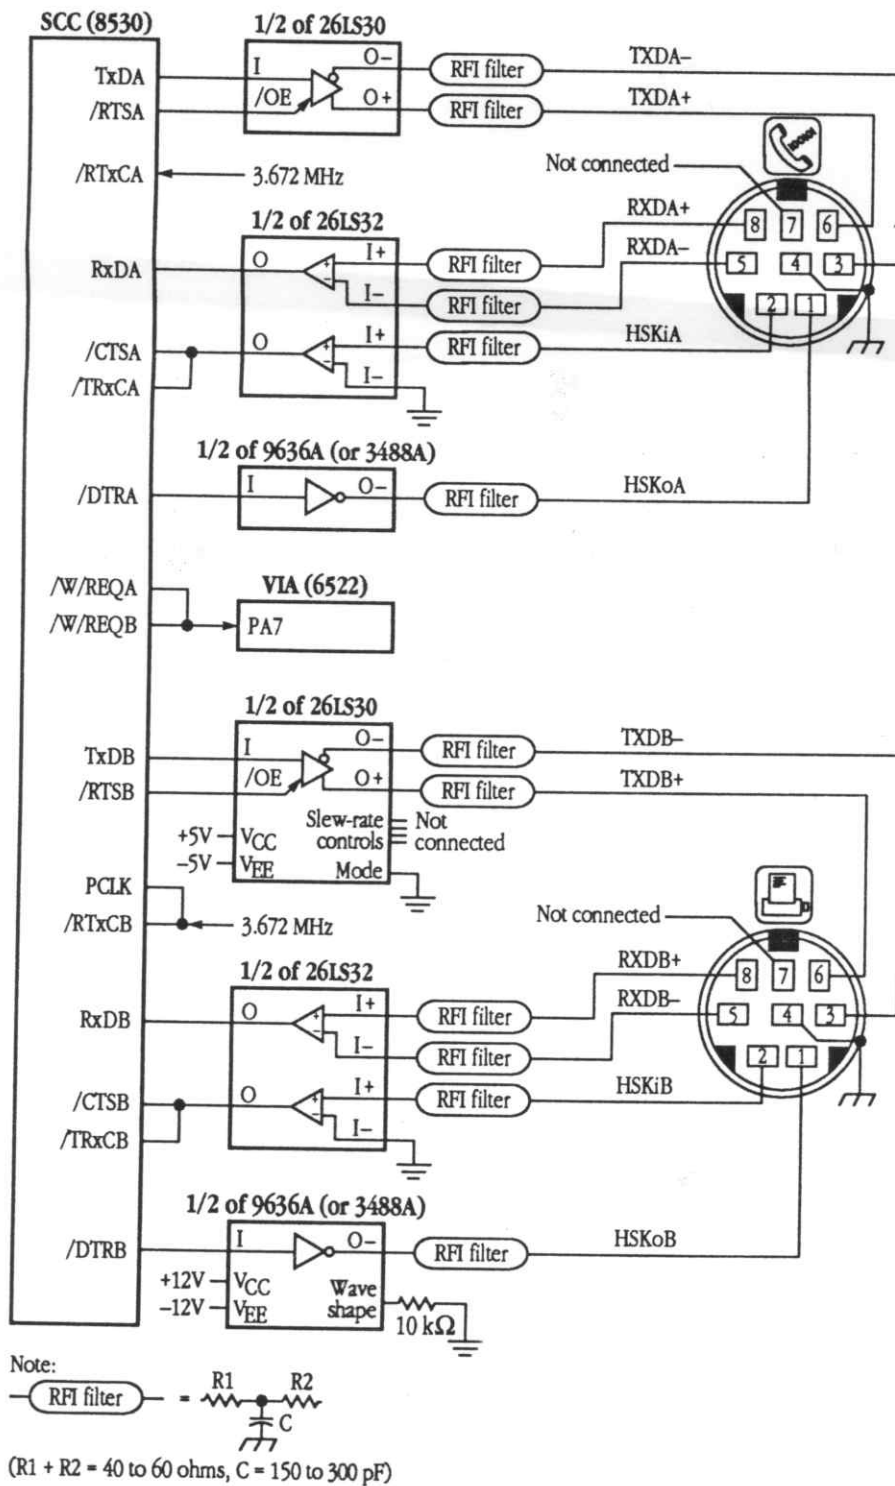 SCC (8530)
1/2 of 26LS30
TxDA
I
O–
RFI filter
TXDA–
/RTSA
/OE
O+
RFI filter
TXDA+
/RTxCA
3.672 MHz
Not connected
1/2 of 26LS32
RXDA+
8
7
6
RxDA
O
+
–
I+
RFI filter
RXDA–
5
4
3
I–
RFI filter
2
1
/CTSA
O
+
–
I+
RFI filter
HSKiA
/TRxCA
I–
1/2 of 9636A (or 3488A)
/DTRA
I
O–
RFI filter
HSKoA
/W/REQA
VIA (6522)
/W/REQB
PA7
1/2 of 26LS30
TxDB
I
O–
RFI filter
TXDB–
/RTSB
/OE
O+
RFI filter
TXDB+
Slew-rate controls
Not connected
+5V
VCC
–5V
VEE
Mode
PCLK
/RTxCB
3.672 MHz
Not connected
1/2 of 26LS32
RXDB+
8
7
6
RxDB
O
+
–
I+
RFI filter
RXDB–
5
4
3
I–
RFI filter
2
1
/CTSB
O
+
–
I+
RFI filter
HSKiB
/TRxCB
I–
1/2 of 9636A (or 3488A)
/DTRB
I
O–
RFI filter
HSKoB
+12V
VCC
–12V
VEE
Wave shape
10 kΩ
Note:
RFI filter
=
R1
R2
C
(R1 + R2 = 40 to 60 ohms, C = 150 to 300 pF)